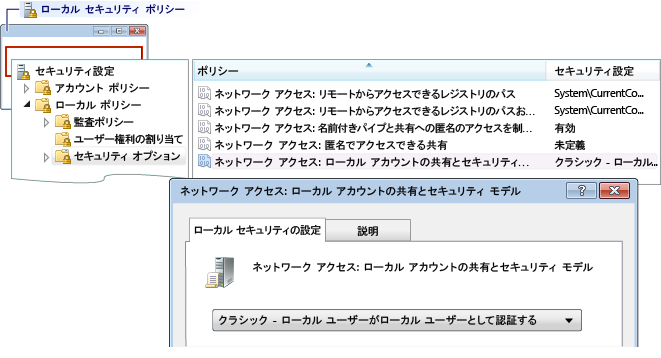 ローカル セキュリティ ポリシー
セキュリティ設定
アカウント ポリシー
ローカル ポリシー
監査ポリシー
ユーザー権利の割り当て
セキュリティ オプション
ポリシー セキュリティ設定
ネットワーク アクセス: リモートからアクセスできるレジストリのパス System\CurrentCo...
ネットワーク アクセス: リモートからアクセスできるレジストリのパスお... System\CurrentCo...
ネットワーク アクセス: 名前付きパイプと共有への匿名のアクセスを制... 有効
ネットワーク アクセス: 匿名でアクセスできる共有 未定義
ネットワーク アクセス: ローカル アカウントの共有とセキュリティ... クラシック - ローカル...
ネットワーク アクセス: ローカル アカウントの共有とセキュリティ モデル
ローカル セキュリティの設定 説明
ネットワーク アクセス: ローカル アカウントの共有とセキュリティ モデル
クラシック - ローカル ユーザーがローカル ユーザーとして認証する